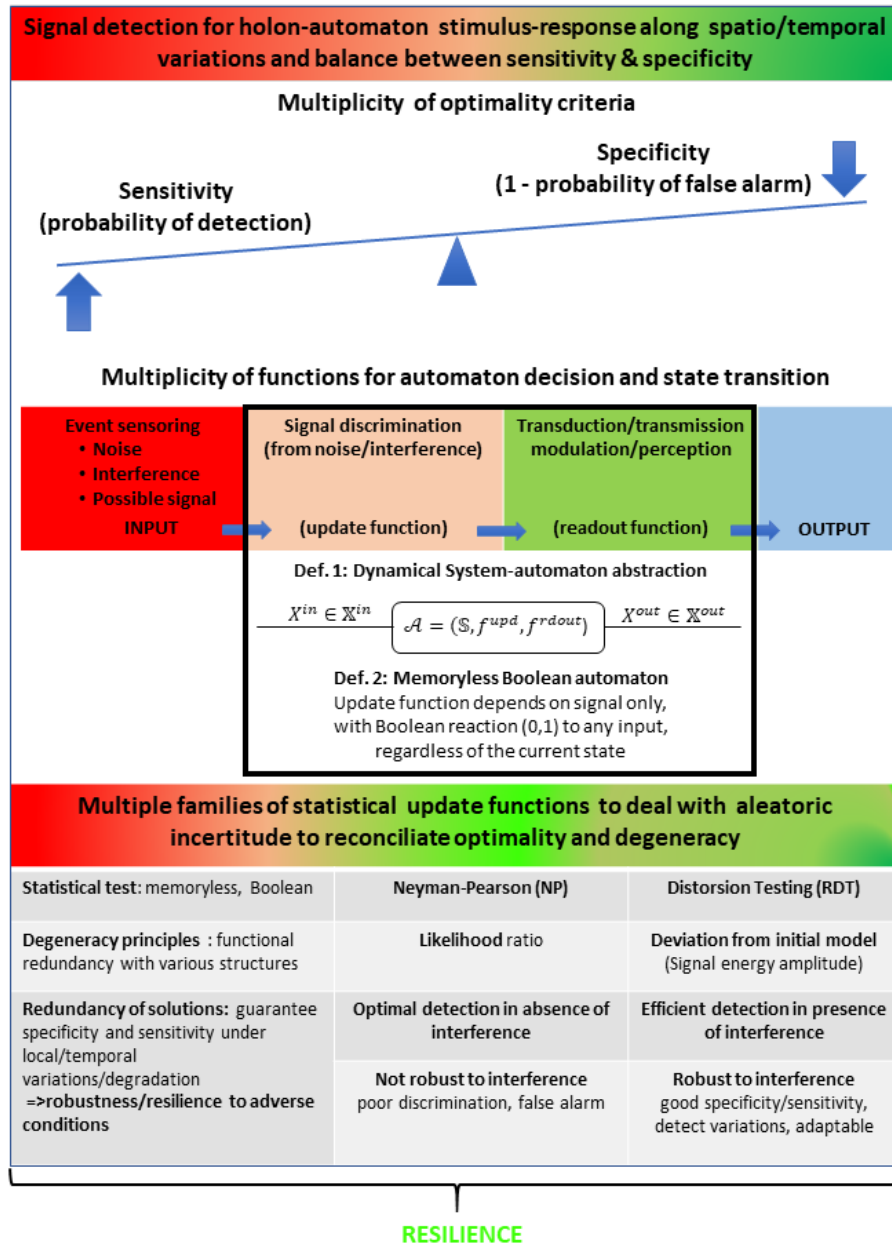 Signal detection for holon-automaton stimulus-response along spatio/temporal
variations and balance between sensitivity & specificity
Multiplicity of optimality criteria
Specificity
(1 - probability of false alarm)
Sensitivity
(probability of detection)
Multiplicity of functions for automaton decision and state transition
Event sensoring
• Noise
• Interference
• Possible signal
INPUT
Signal discrimination
(from noise/interference)
(update function)
Transduction/transmission
modulation/perception
(readout function)
OUTPUT
Def. 1: Dynamical System-automaton abstraction
Xⁱⁿ ∈ 𝕏ⁱⁿ
𝒜 = (𝕊, f^upd, f^rdout)
X^out ∈ 𝕏^out
Def. 2: Memoryless Boolean automaton
Update function depends on signal only,
with Boolean reaction (0,1) to any input,
regardless of the current state
Multiple families of statistical update functions to deal with aleatoric
incertitude to reconciliate optimality and degeneracy
Statistical test: memoryless, Boolean
Neyman-Pearson (NP)
Distorsion Testing (RDT)
Degeneracy principles : functional
redundancy with various structures
Likelihood ratio
Deviation from initial model
(Signal energy amplitude)
Redundancy of solutions: guarantee
specificity and sensitivity under
local/temporal
variations/degradation
=>robustness/resilience to adverse
conditions
Optimal detection in absence of
interference
Efficient detection in presence
of interference
Not robust to interference
poor discrimination, false alarm
Robust to interference
good specificity/sensitivity,
detect variations, adaptable
RESILIENCE